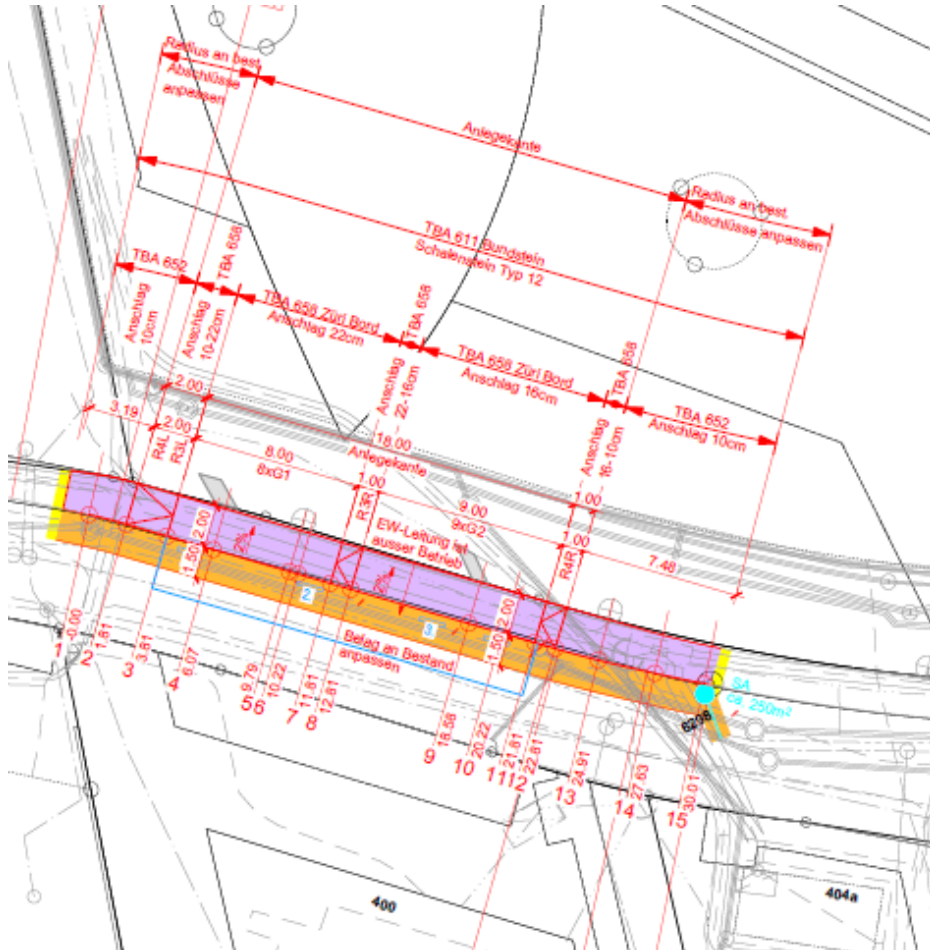 Radius an best.
Abschlüsse
anpassen
Anlegekante
Radius an best.
Abschlüsse anpassen
TBA 611 Bundstein
Schalenstein Typ 12
TBA 652
Anschlag
10cm
TBA 658
Anschlag
10-22cm
TBA 658 Züri Bord
Anschlag 22cm
TBA 658
Anschlag
22-16cm
TBA 658 Züri Bord
Anschlag 16cm
TBA 658
Anschlag
16-10cm
TBA 652
Anschlag 10cm
2.00
18.00
Anlegekante
1.00
3.19
R4L
2.00
R3L
8.00
8xG1
1.00
R3R
9.00
9xG2
R4R
7.48
EW-Leitung ist
ausser Betrieb
2.00
1.50
2%
2%
2.00
1.50
2
3
Belag an Bestand
anpassen
SA
ca. 250m²
6298
1 -0.00
2 1.81
3 3.81
4 6.07
5 9.79
6 10.22
7 11.81
8 12.81
9 18.58
10 20.22
11 21.81
12 22.81
13 24.91
14 27.63
15 30.01
400
404a